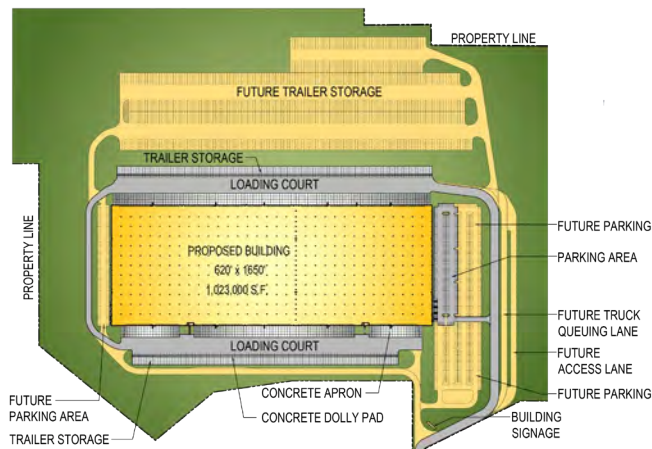 PROPERTY LINE
FUTURE TRAILER STORAGE
TRAILER STORAGE
LOADING COURT
PROPERTY LINE
PROPOSED BUILDING
620' x 1650'
1,023,000 S.F.
FUTURE PARKING
PARKING AREA
FUTURE TRUCK
QUEUING LANE
FUTURE
ACCESS LANE
FUTURE PARKING
LOADING COURT
CONCRETE APRON
CONCRETE DOLLY PAD
FUTURE
PARKING AREA
TRAILER STORAGE
BUILDING
SIGNAGE